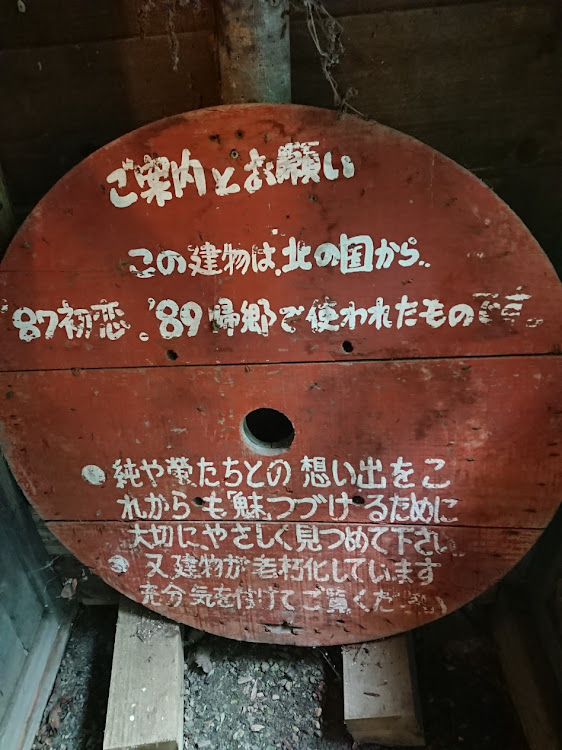 ご案内とお願い
この建物は、北の国から..
'87初恋、'89帰郷で使われたものです。
●純や螢たちとの 想い出をこ
れからも「魅」つづけるために
大切に、やさしく見つめて下さい
●又建物が老朽化しています
充分気を付けてご覧ください